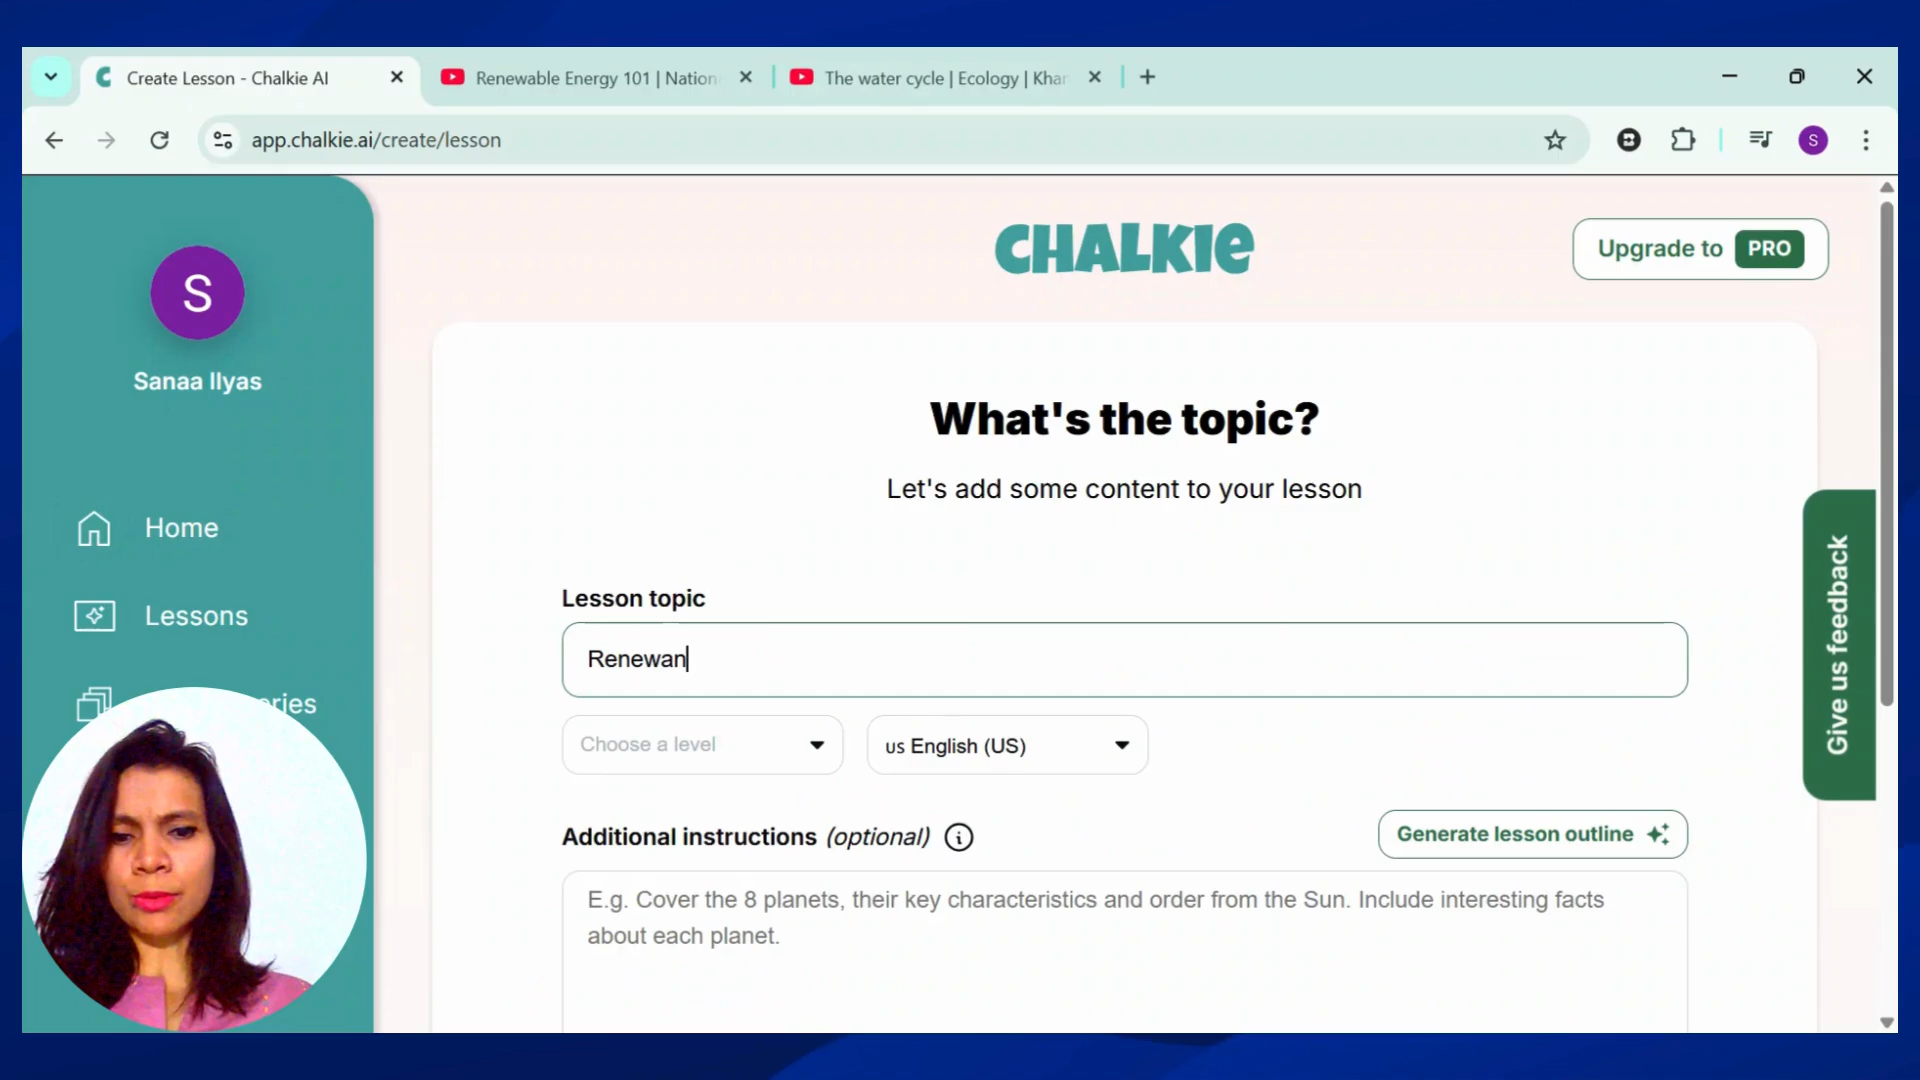 Create Lesson - Chalkie AI
Renewable Energy 101 | Nation
The water cycle | Ecology | Khan
app.chalkie.ai/create/lesson
S
S
Sanaa Ilyas
Home
Lessons
eries
CHALKIE
Upgrade to PRO
What's the topic?
Let's add some content to your lesson
Lesson topic
Renewan
Choose a level
us English (US)
Additional instructions (optional)
Generate lesson outline
E.g. Cover the 8 planets, their key characteristics and order from the Sun. Include interesting facts
about each planet.
Give us feedback